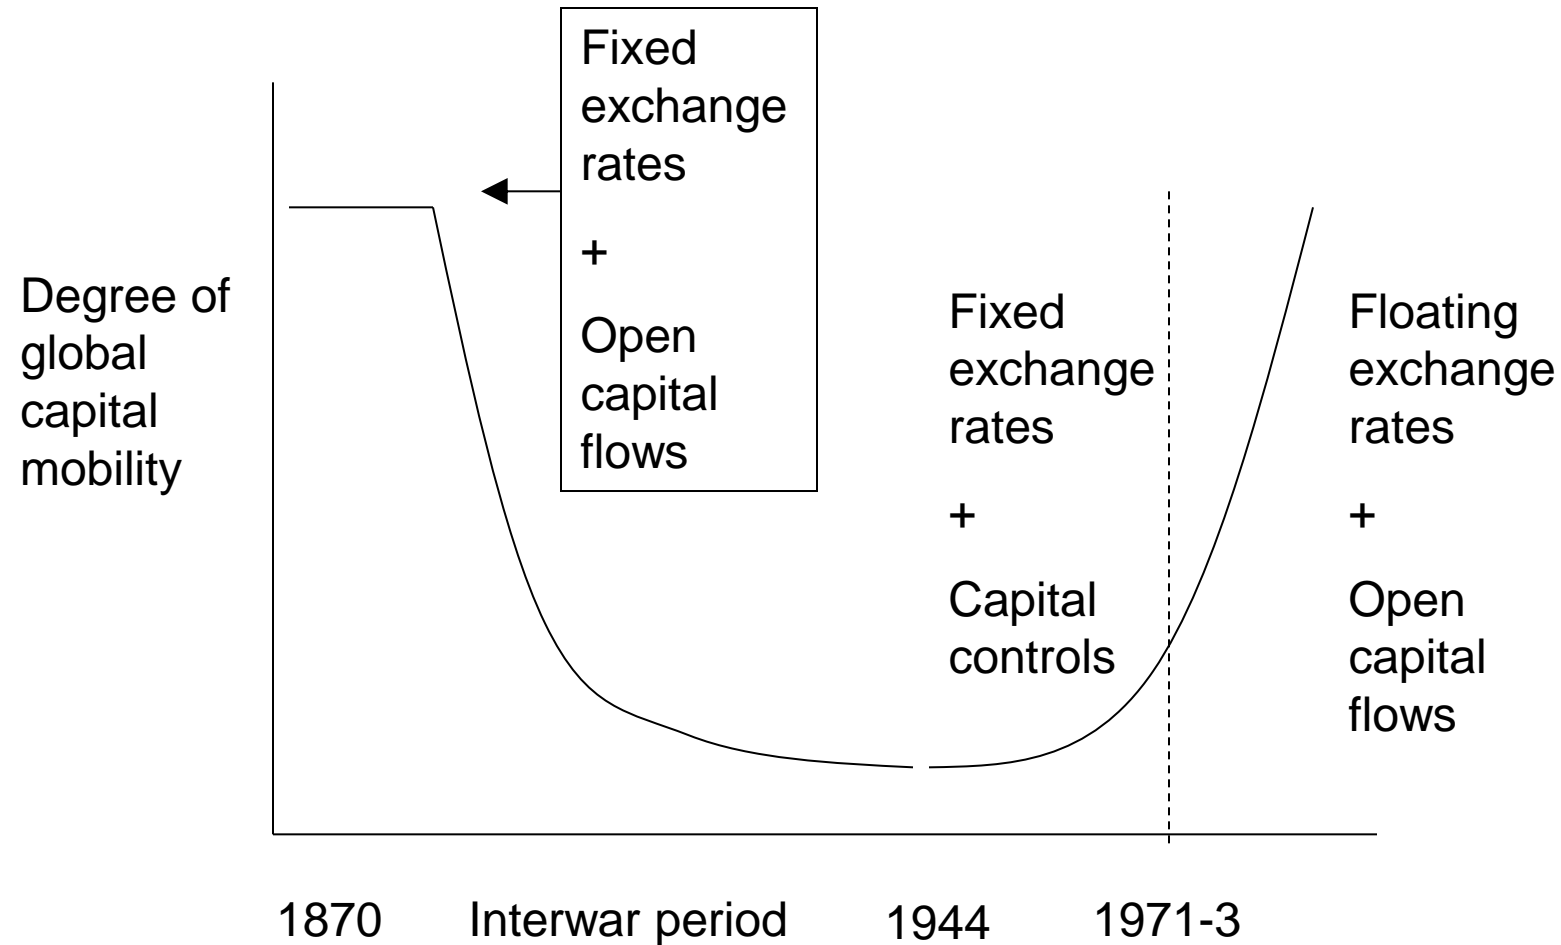 Fixed
exchange
rates
+
Open
capital
flows
Degree of
global
capital
mobility
Fixed
exchange
rates
+
Capital
controls
Floating
exchange
rates
+
Open
capital
flows
1870
Interwar period
1944
1971-3